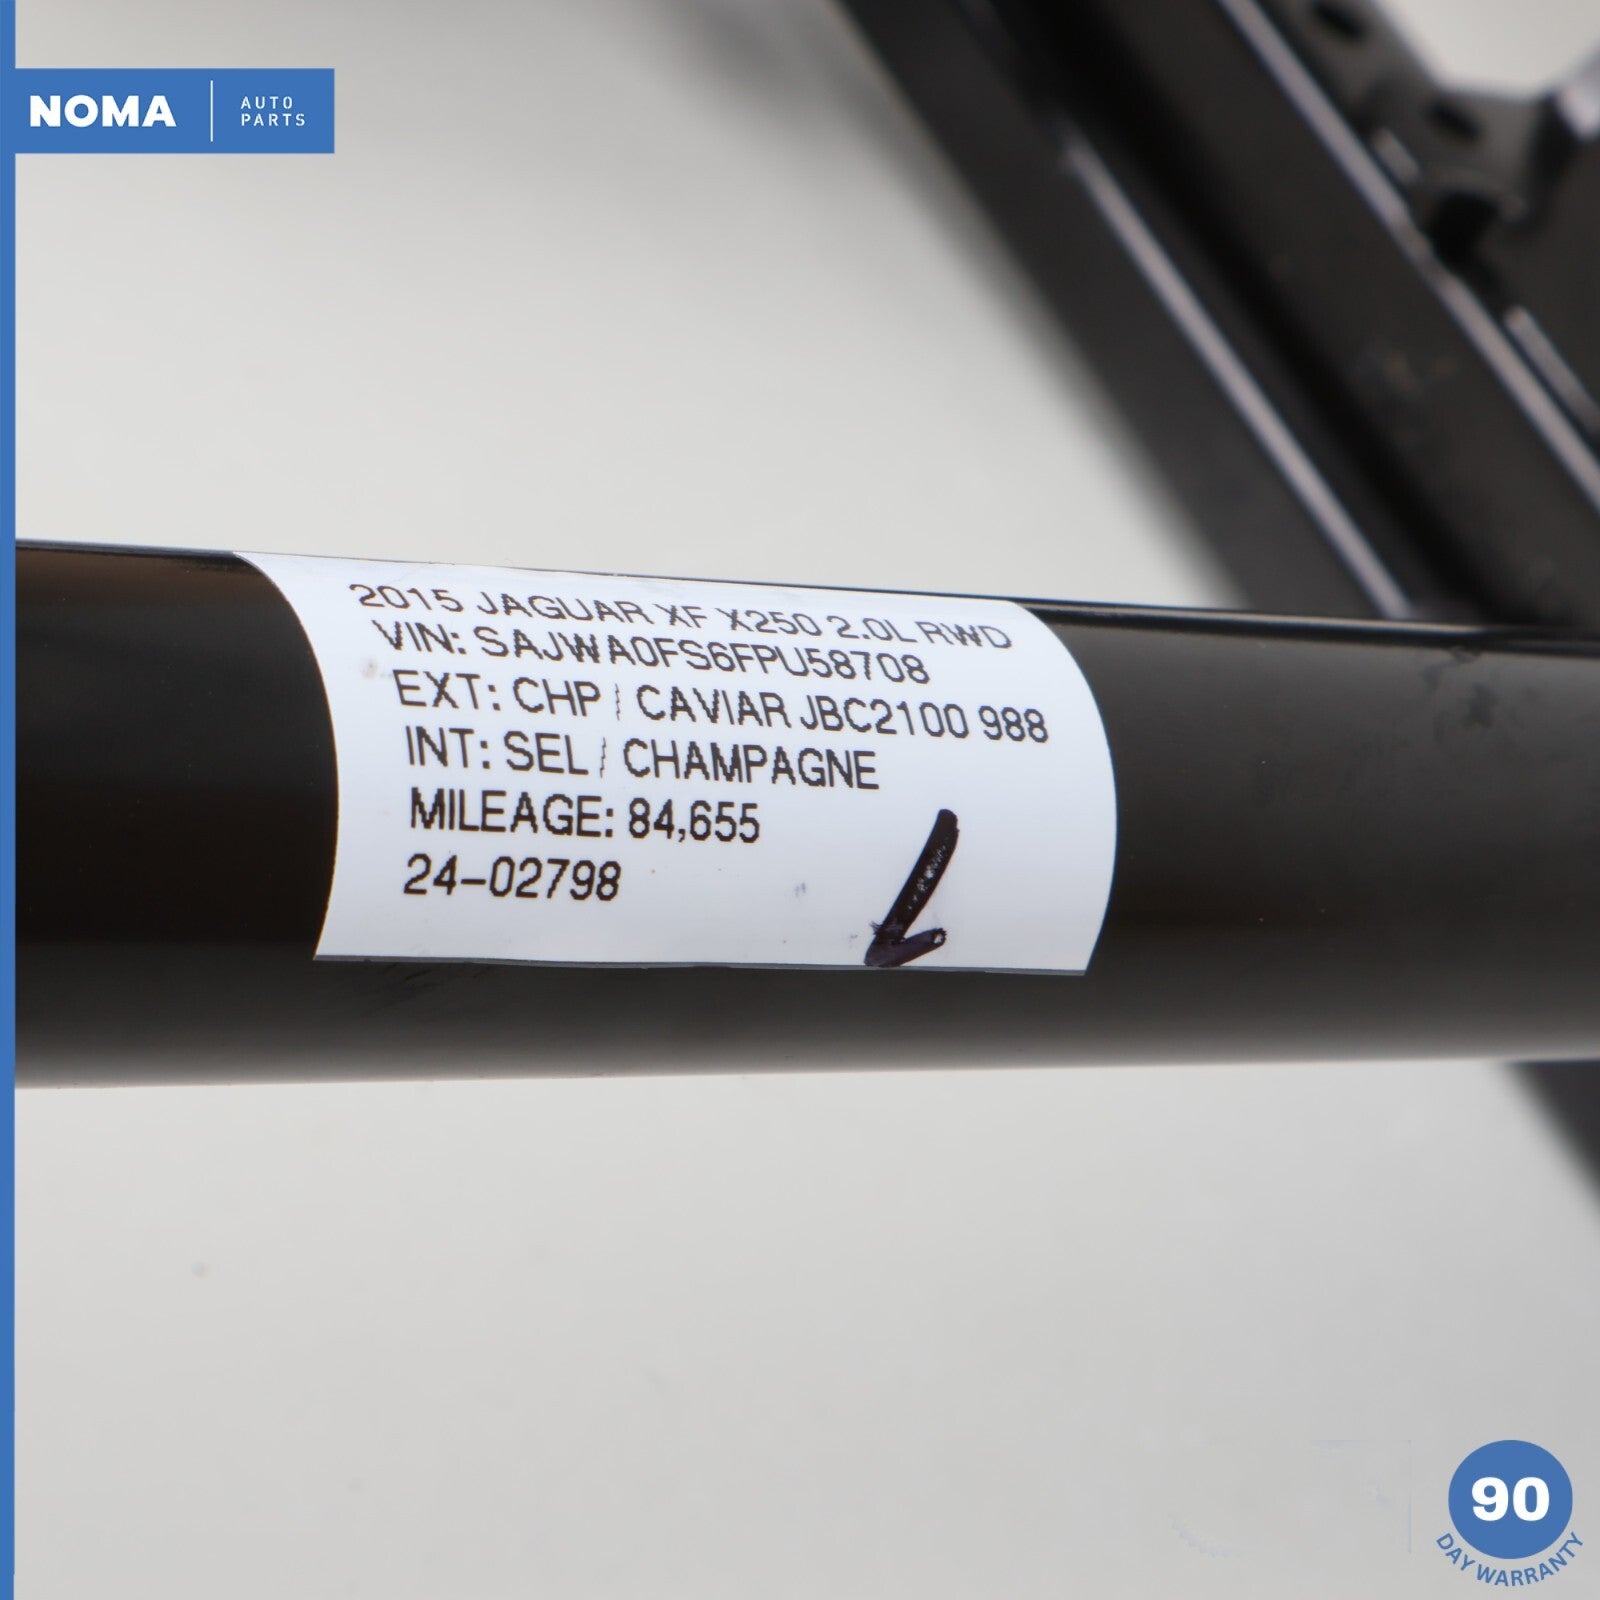 NOMA
AUTO
PARTS
2015 JAGUAR XF X250 2.0L RWD
VIN: SAJWA0FS6FPU58708
EXT: CHP / CAVIAR JBC2100 988
INT: SEL / CHAMPAGNE
MILEAGE: 84,655
24-02798
L
90
DAY WARRANTY